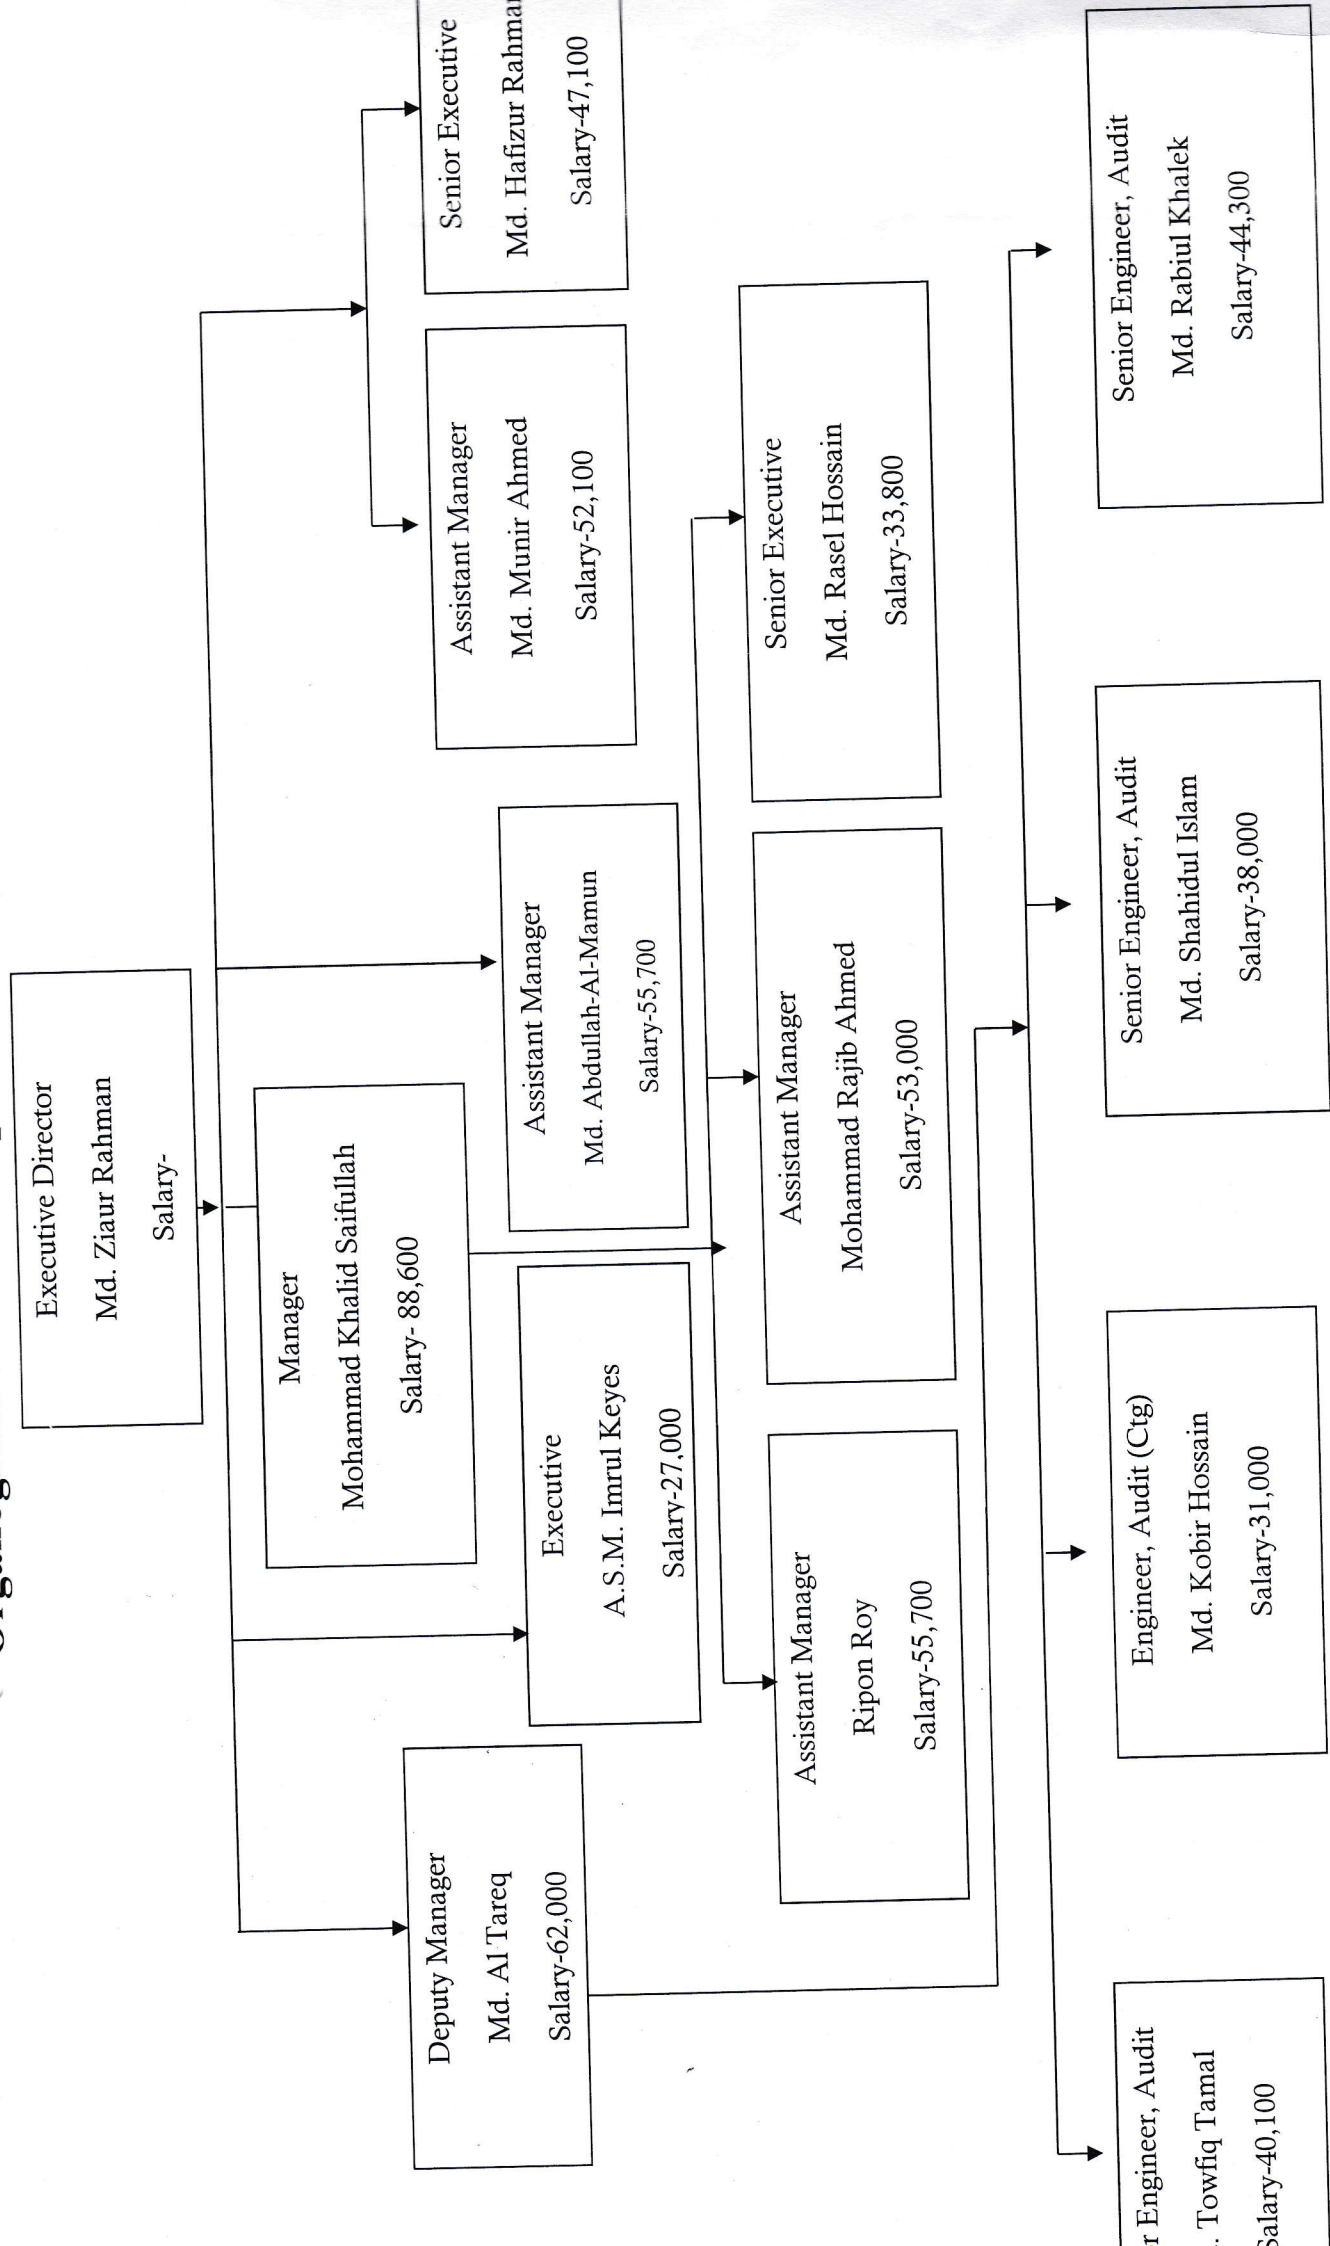 Executive Director
Md. Ziaur Rahman
Salary-
Manager
Mohammad Khalid Saifullah
Salary- 88,600
Deputy Manager
Md. Al Tareq
Salary-62,000
Executive
A.S.M. Imrul Keyes
Salary-27,000
Assistant Manager
Md. Abdullah-Al-Mamun
Salary-55,700
Assistant Manager
Md. Munir Ahmed
Salary-52,100
Senior Executive
Md. Hafizur Rahman
Salary-47,100
Assistant Manager
Ripon Roy
Salary-55,700
Assistant Manager
Mohammad Rajib Ahmed
Salary-53,000
Senior Executive
Md. Rasel Hossain
Salary-33,800
r Engineer, Audit
. Towfiq Tamal
Salary-40,100
Engineer, Audit (Ctg)
Md. Kobir Hossain
Salary-31,000
Senior Engineer, Audit
Md. Shahidul Islam
Salary-38,000
Senior Engineer, Audit
Md. Rabiul Khalek
Salary-44,300